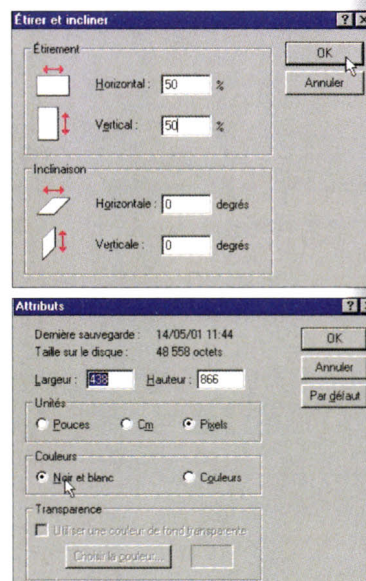 Étirer et incliner
Étirement
OK
Horizontal : 50 %
Annuler
Vertical : 50 %
Inclinaison
Horizontale : 0 degrés
Verticale : 0 degrés
Attributs
Dernière sauvegarde : 14/05/01 11:44
OK
Taille sur le disque : 48 558 octets
Annuler
Largeur : 438 Hauteur : 866
Par défaut
Unités
Pouces Cm Pixels
Couleurs
Noir et blanc Couleurs
Transparence
Utiliser une couleur de fond transparente
Choisir la couleur...